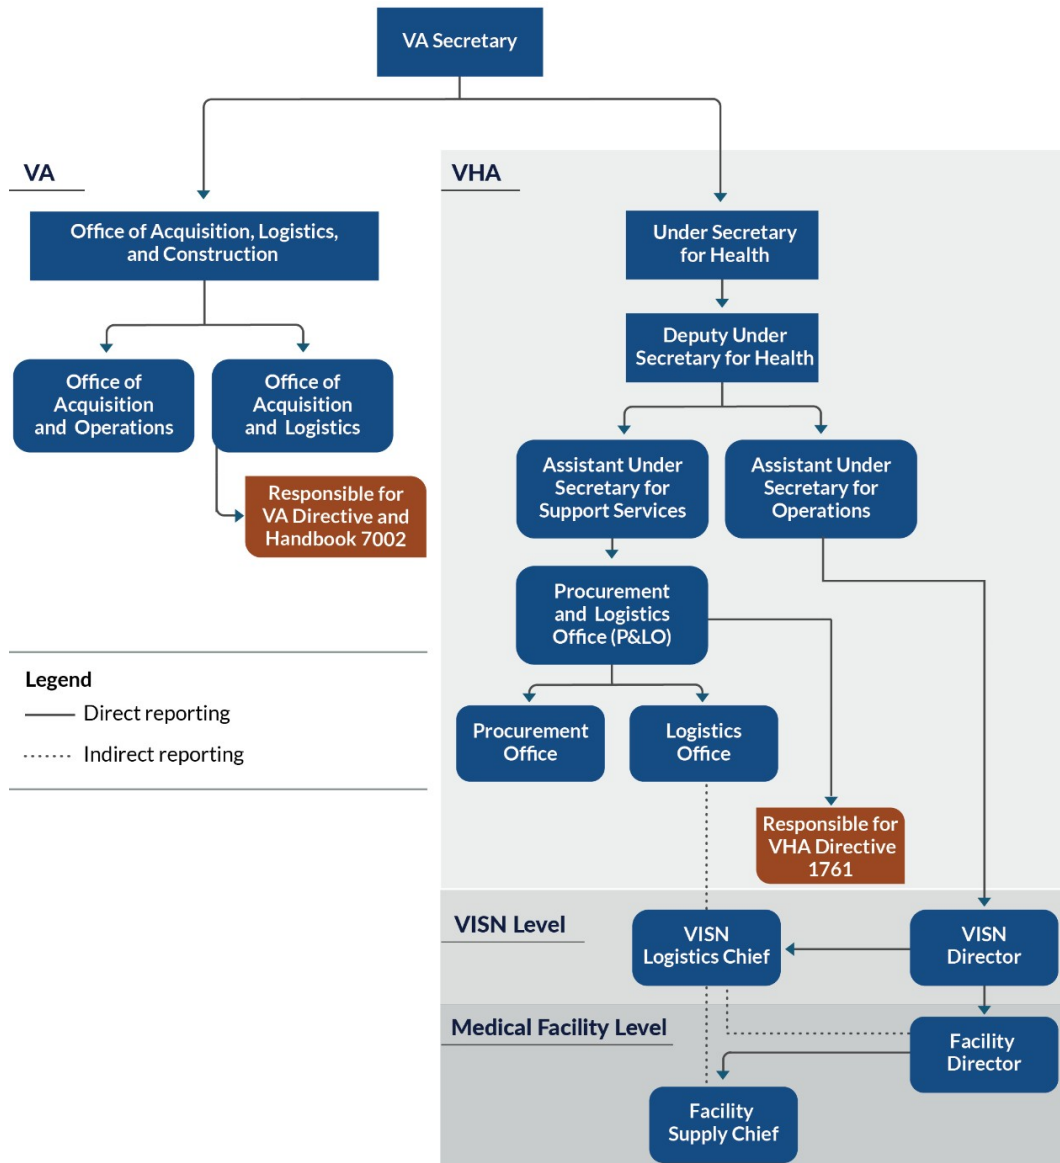 VA Secretary
VA
VHA
Office of Acquisition, Logistics,
and Construction
Under Secretary
for Health
Deputy Under
Secretary for Health
Office of
Acquisition
and Operations
Office of
Acquisition
and Logistics
Responsible for
VA Directive and
Handbook 7002
Assistant Under
Secretary for
Support Services
Assistant Under
Secretary for
Operations
Procurement
and Logistics
Office (P&LO)
Legend
Direct reporting
Indirect reporting
Procurement
Office
Logistics
Office
Responsible for
VHA Directive
1761
VISN Level
VISN
Logistics Chief
VISN
Director
Medical Facility Level
Facility
Director
Facility
Supply Chief